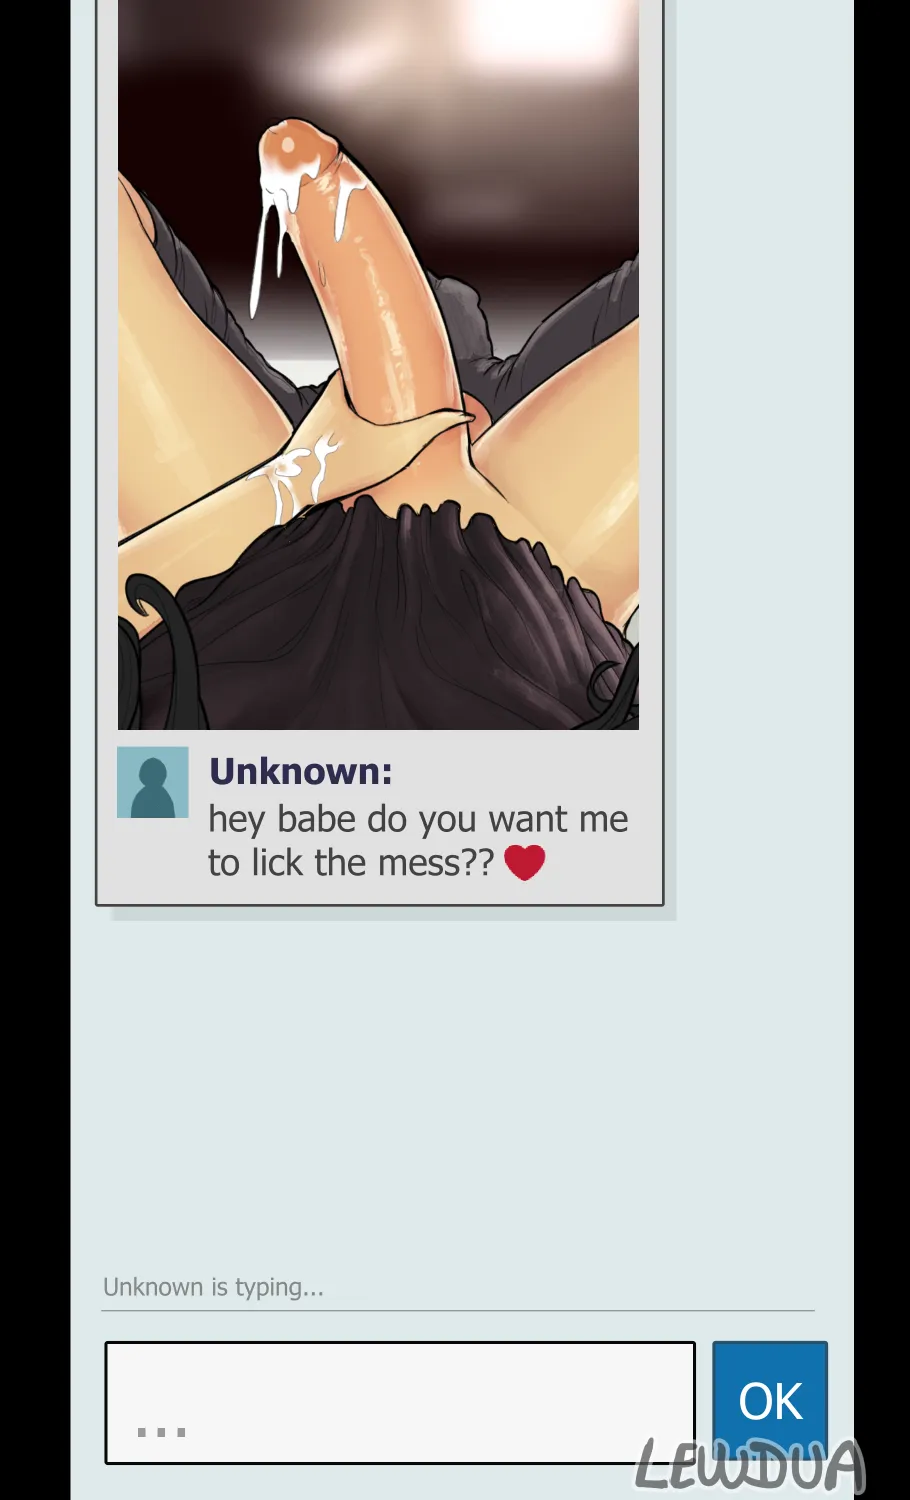 Unknown:
hey babe do you want me
to lick the mess??
Unknown is typing...
...
OK
LEWDUA